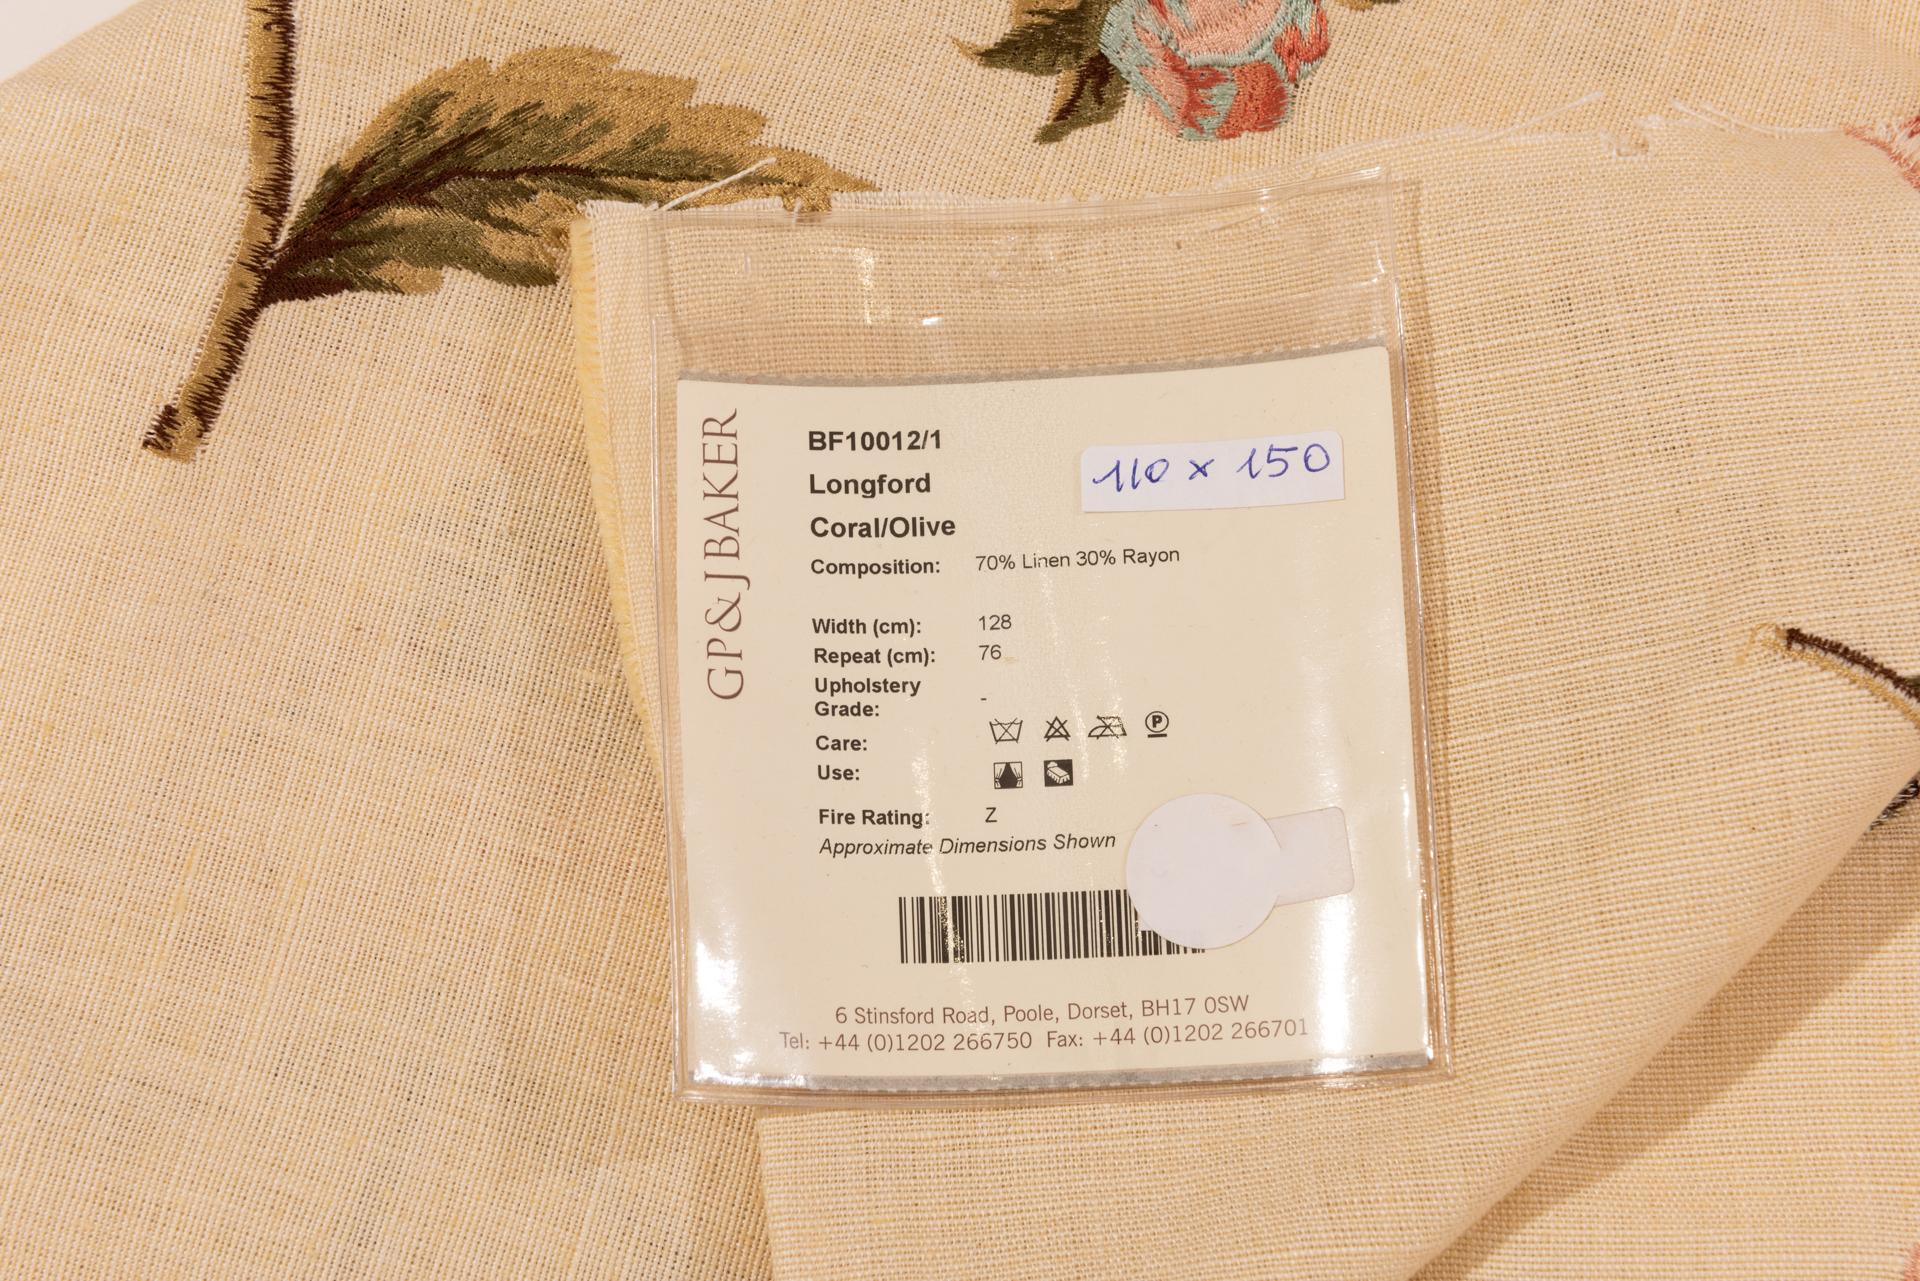 GP&JBAKER
BF10012/1
Longford
Coral/Olive
110 x 150
Composition: 70% Linen 30% Rayon
Width (cm): 128
Repeat (cm): 76
Upholstery
Grade: -
Care: P
Use:
Fire Rating: Z
Approximate Dimensions Shown
6 Stinsford Road, Poole, Dorset, BH17 0SW
Tel: +44 (0)1202 266750 Fax: +44 (0)1202 266701